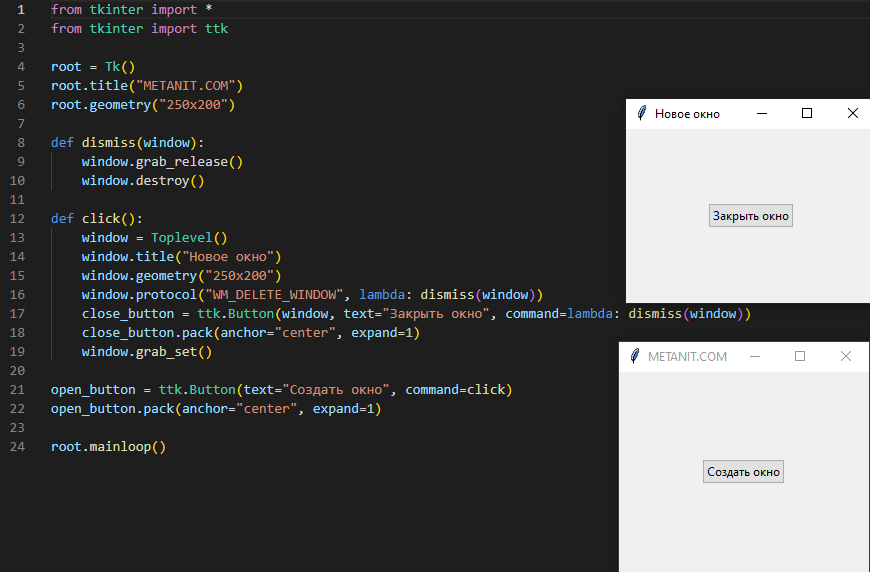 1 from tkinter import *
2 from tkinter import ttk
3
4 root = Tk()
5 root.title("METANIT.COM")
6 root.geometry("250x200")
7
8 def dismiss(window):
9     window.grab_release()
10     window.destroy()
11
12 def click():
13     window = Toplevel()
14     window.title("Новое окно")
15     window.geometry("250x200")
16     window.protocol("WM_DELETE_WINDOW", lambda: dismiss(window))
17     close_button = ttk.Button(window, text="Закрыть окно", command=lambda: dismiss(window))
18     close_button.pack(anchor="center", expand=1)
19     window.grab_set()
20
21 open_button = ttk.Button(text="Создать окно", command=click)
22 open_button.pack(anchor="center", expand=1)
23
24 root.mainloop()
Новое окно
Закрыть окно
METANIT.COM
Создать окно